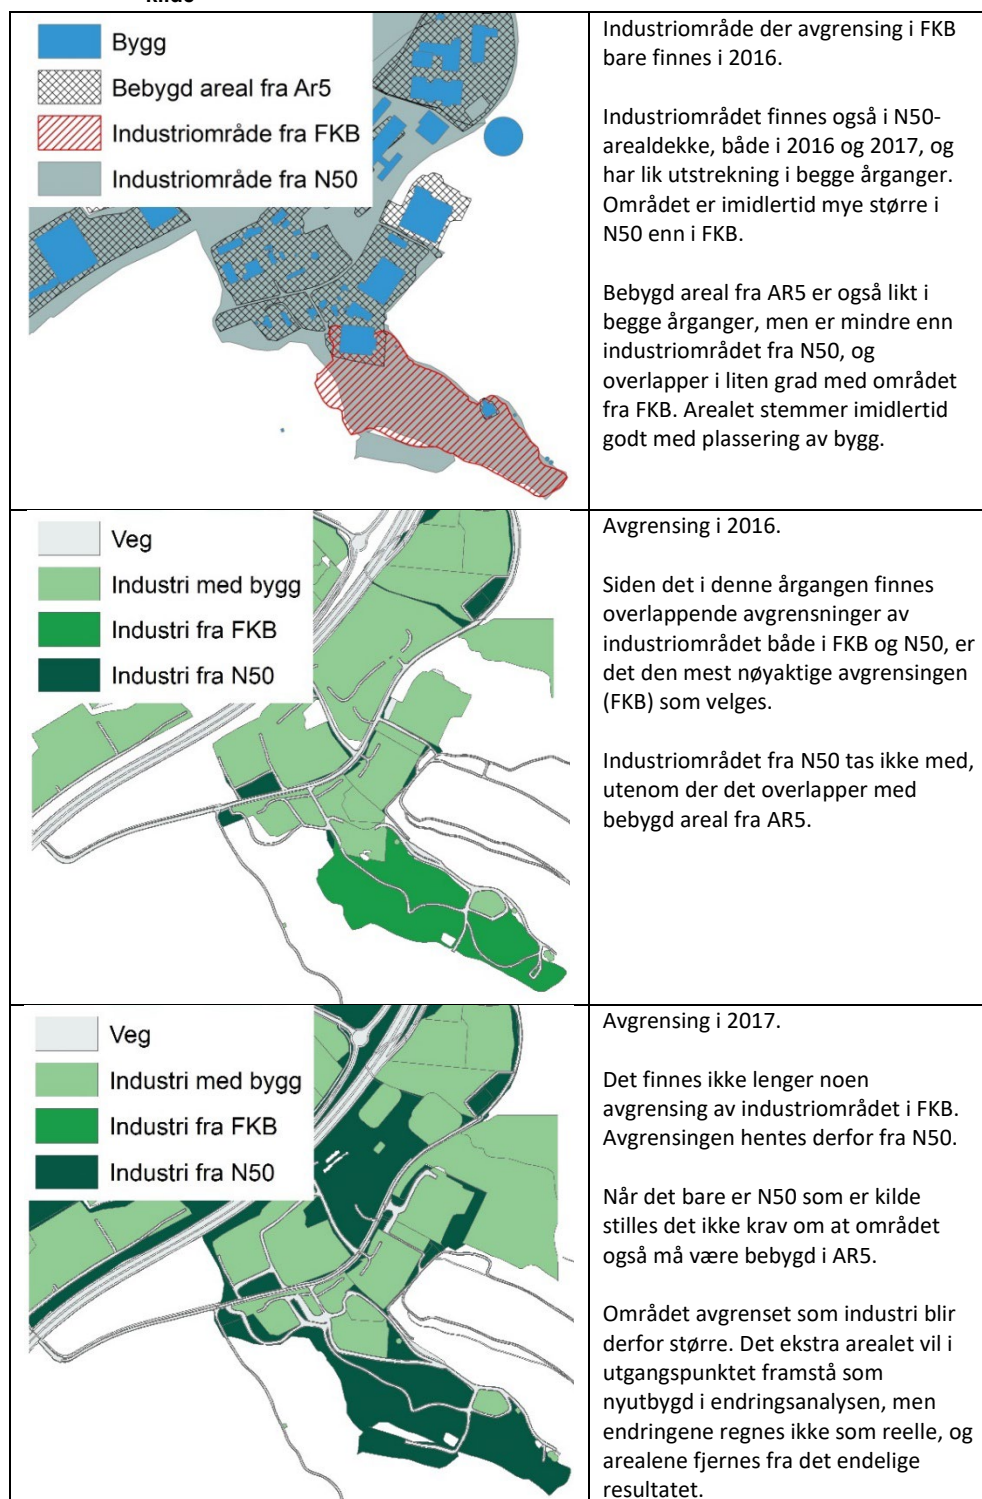 kilde
Bygg
Bebygd areal fra Ar5
Industriområde fra FKB
Industriområde fra N50
Industriområde der avgrensing i FKB
bare finnes i 2016.
Industriområdet finnes også i N50-
arealdekke, både i 2016 og 2017, og
har lik utstrekning i begge årganger.
Området er imidlertid mye større i
N50 enn i FKB.
Bebygd areal fra AR5 er også likt i
begge årganger, men er mindre enn
industriområdet fra N50, og
overlapper i liten grad med området
fra FKB. Arealet stemmer imidlertid
godt med plassering av bygg.
Veg
Industri med bygg
Industri fra FKB
Industri fra N50
Avgrensing i 2016.
Siden det i denne årgangen finnes
overlappende avgrensninger av
industriområdet både i FKB og N50, er
det den mest nøyaktige avgrensingen
(FKB) som velges.
Industriområdet fra N50 tas ikke med,
utenom der det overlapper med
bebygd areal fra AR5.
Veg
Industri med bygg
Industri fra FKB
Industri fra N50
Avgrensing i 2017.
Det finnes ikke lenger noen
avgrensing av industriområdet i FKB.
Avgrensingen hentes derfor fra N50.
Når det bare er N50 som er kilde
stilles det ikke krav om at området
også må være bebygd i AR5.
Området avgrenset som industri blir
derfor større. Det ekstra arealet vil i
utgangspunktet framstå som
nyutbygd i endringsanalysen, men
endringene regnes ikke som reelle, og
arealene fjernes fra det endelige
resultatet.